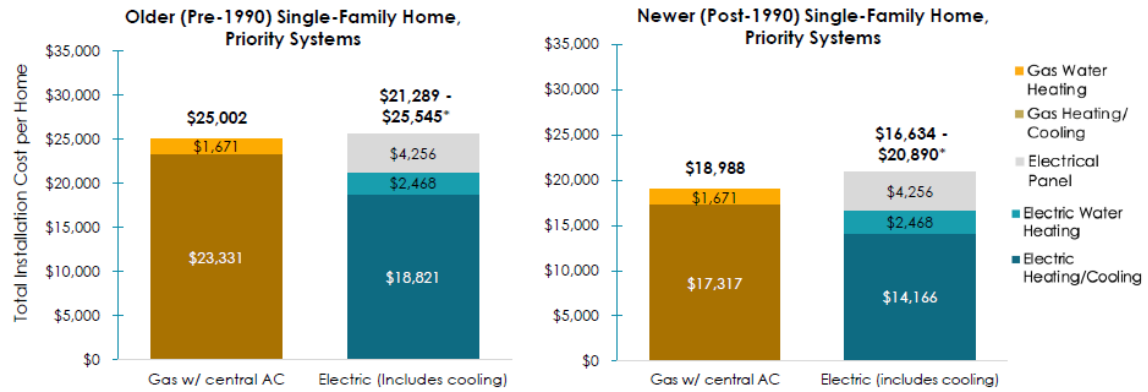 Older (Pre-1990) Single-Family Home,
Priority Systems
Total Installation Cost per Home
$35,000
$30,000
$25,000
$20,000
$15,000
$10,000
$5,000
$0
$25,002
$1,671
$23,331
$21,289 -
$25,545*
$4,256
$2,468
$18,821
Gas w/ central AC
Electric (Includes cooling)
Newer (Post-1990) Single-Family Home,
Priority Systems
$35,000
$30,000
$25,000
$20,000
$15,000
$10,000
$5,000
$0
$18,988
$1,671
$17,317
$16,634 -
$20,890*
$4,256
$2,468
$14,166
Gas w/ central AC
Electric (includes cooling)
Gas Water
Heating
Gas Heating/
Cooling
Electrical
Panel
Electric Water
Heating
Electric
Heating/Cooling